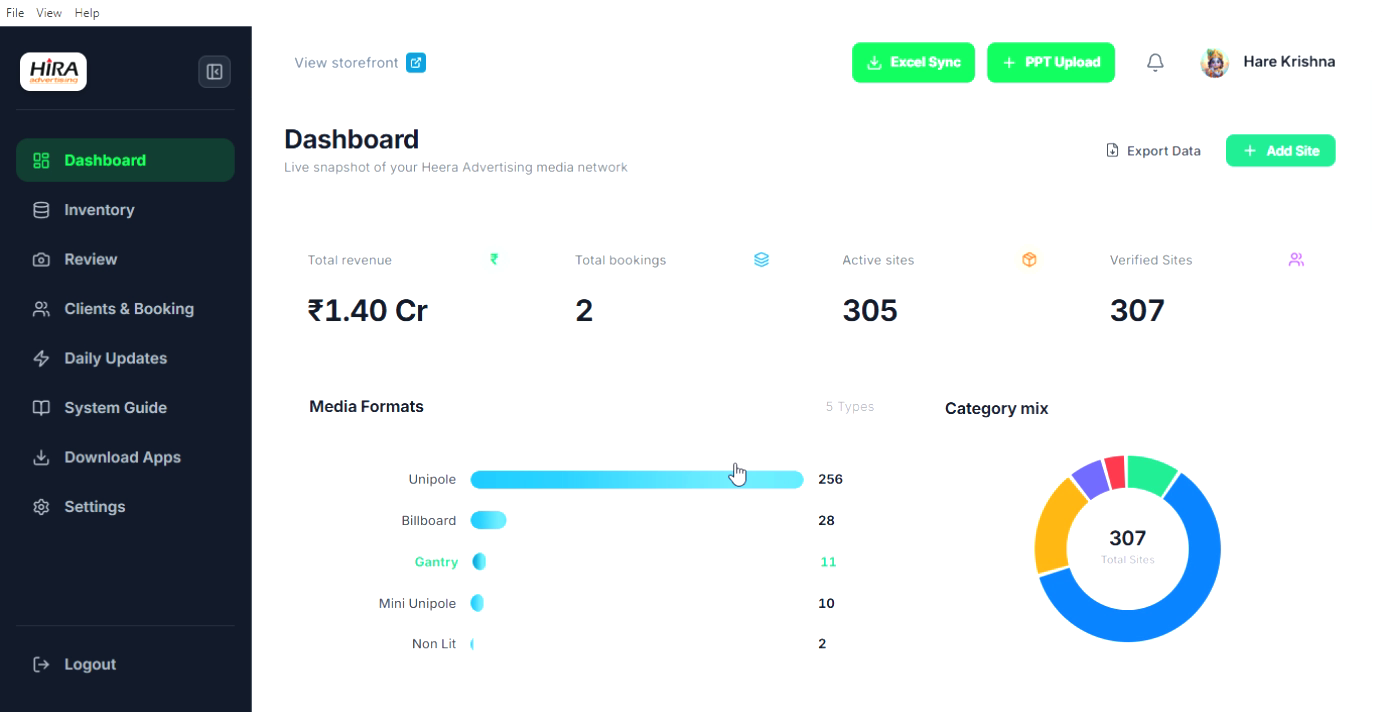 File View Help
HiRA
advertising
View storefront
Excel Sync
+ PPT Upload
Hare Krishna
Dashboard
Inventory
Review
Clients & Booking
Daily Updates
System Guide
Download Apps
Settings
Logout
Dashboard
Live snapshot of your Heera Advertising media network
Export Data
+ Add Site
Total revenue ₹
₹1.40 Cr
Total bookings
2
Active sites
305
Verified Sites
307
Media Formats
5 Types
Unipole 256
Billboard 28
Gantry 11
Mini Unipole 10
Non Lit 2
Category mix
307
Total Sites